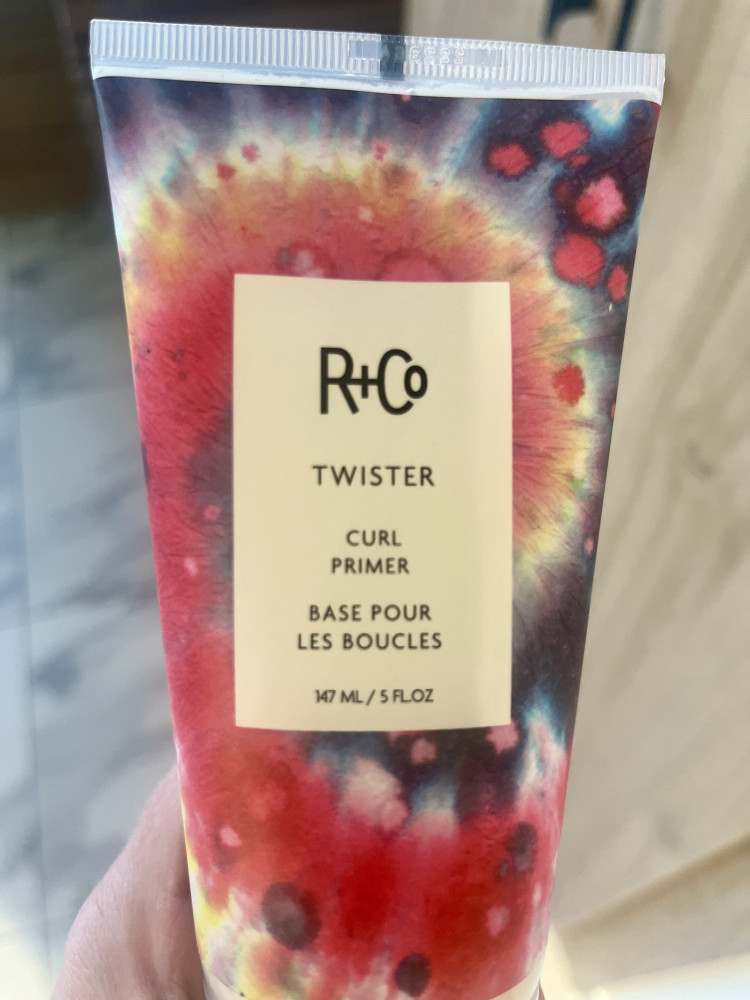 R+Co
TWISTER
CURL
PRIMER
BASE POUR
LES BOUCLES
147 ML / 5 FL.OZ